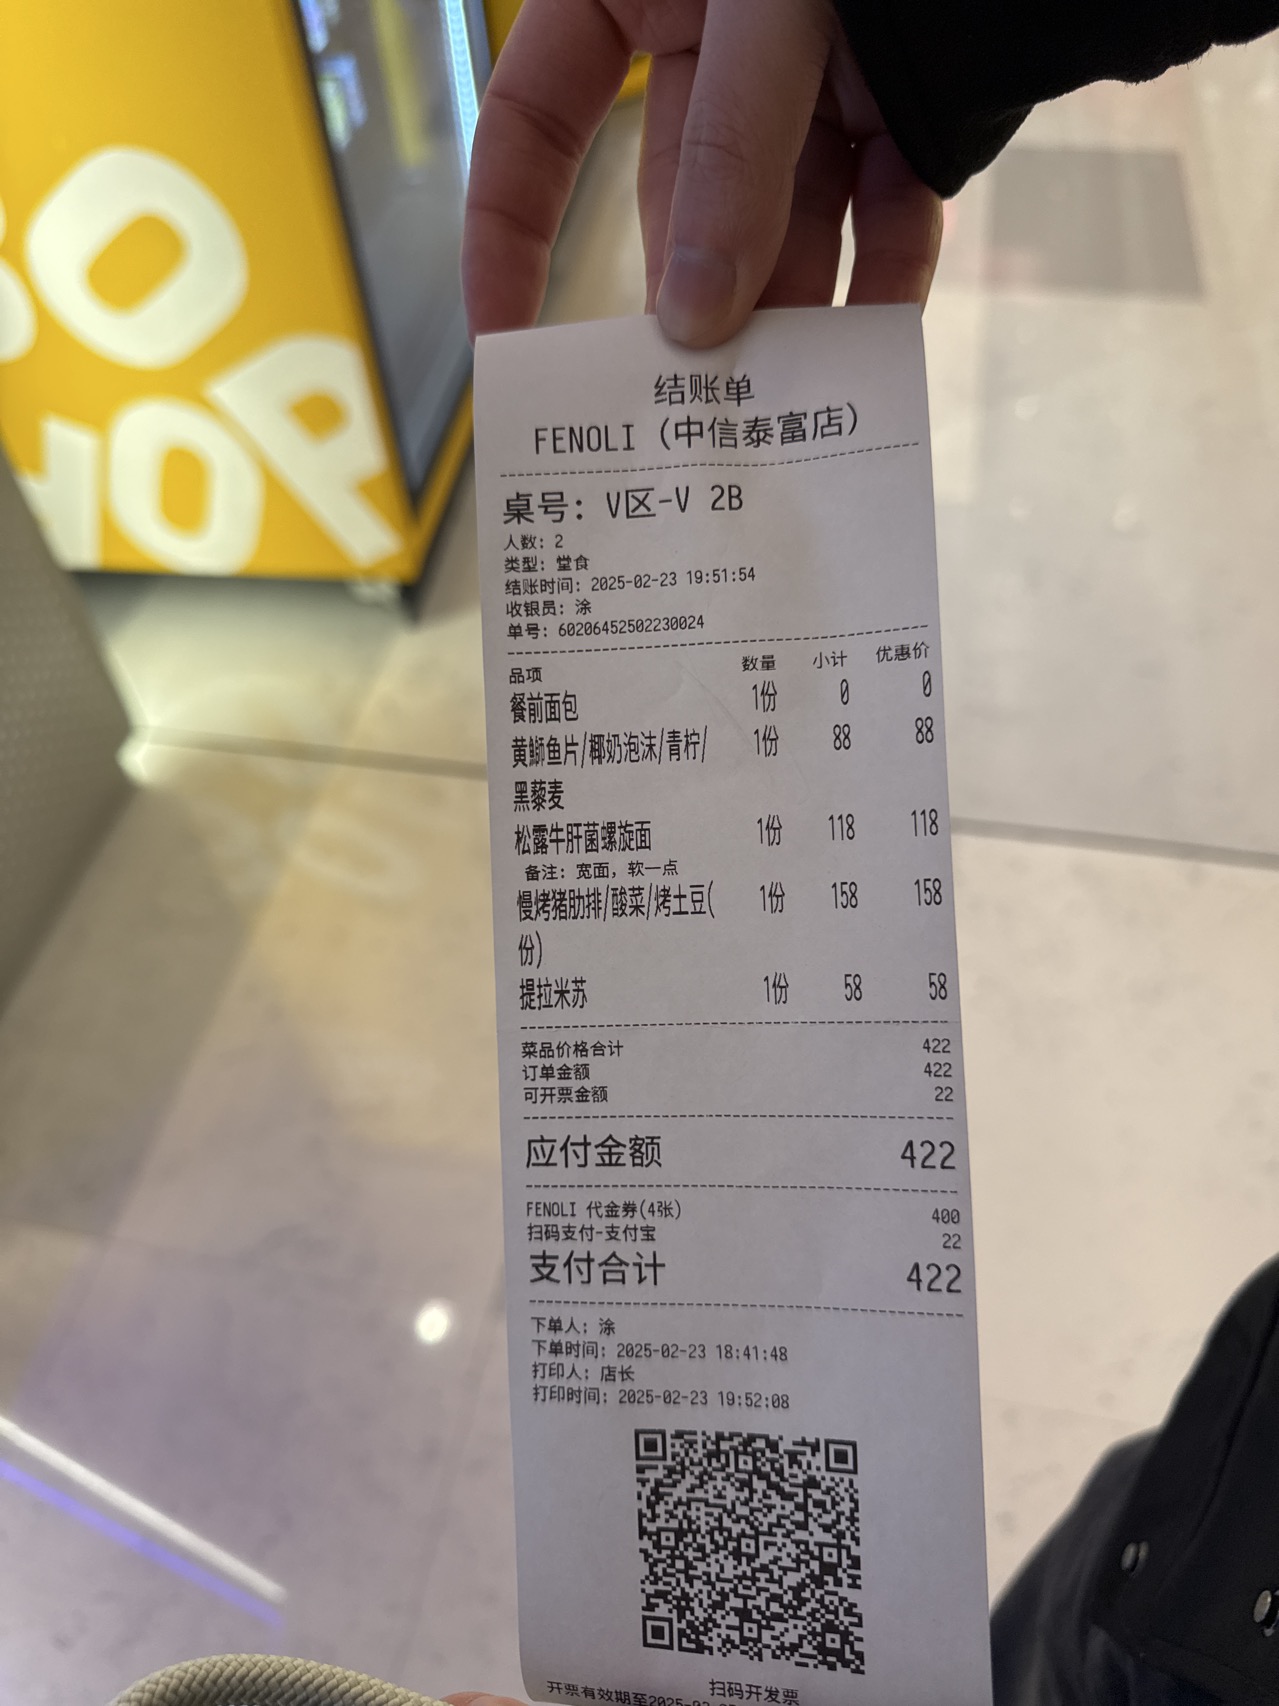 结账单
FENOLI (中信泰富店)
桌号: V区-V 2B
人数: 2
类型: 堂食
结账时间: 2025-02-23 19:51:54
收银员: 涂
单号: 60206452502230024
品项 数量 小计 优惠价
餐前面包 1份 0 0
黄鰤鱼片/椰奶泡沫/青柠/ 1份 88 88
黑藜麦
松露牛肝菌螺旋面 1份 118 118
备注: 宽面, 软一点
慢烤猪肋排/酸菜/烤土豆( 1份 158 158
份)
提拉米苏 1份 58 58
菜品价格合计 422
订单金额 422
可开票金额 22
应付金额 422
FENOLI 代金券(4张) 400
扫码支付-支付宝 22
支付合计 422
下单人: 涂
下单时间: 2025-02-23 18:41:48
打印人: 店长
打印时间: 2025-02-23 19:52:08
扫码开发票
开票有效期至2025-